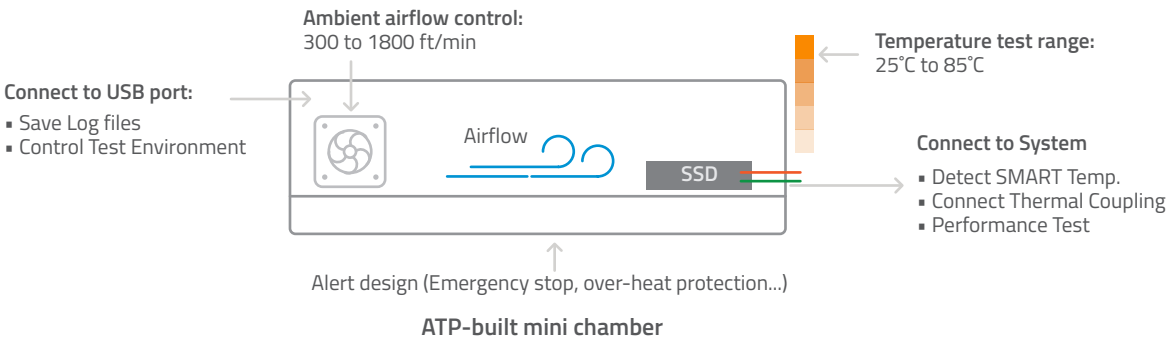 Ambient airflow control:
300 to 1800 ft/min
Temperature test range:
25˚C to 85˚C
Connect to USB port:
▪ Save Log files
▪ Control Test Environment
Airflow
SSD
Connect to System
▪ Detect SMART Temp.
▪ Connect Thermal Coupling
▪ Performance Test
Alert design (Emergency stop, over-heat protection...)
ATP-built mini chamber